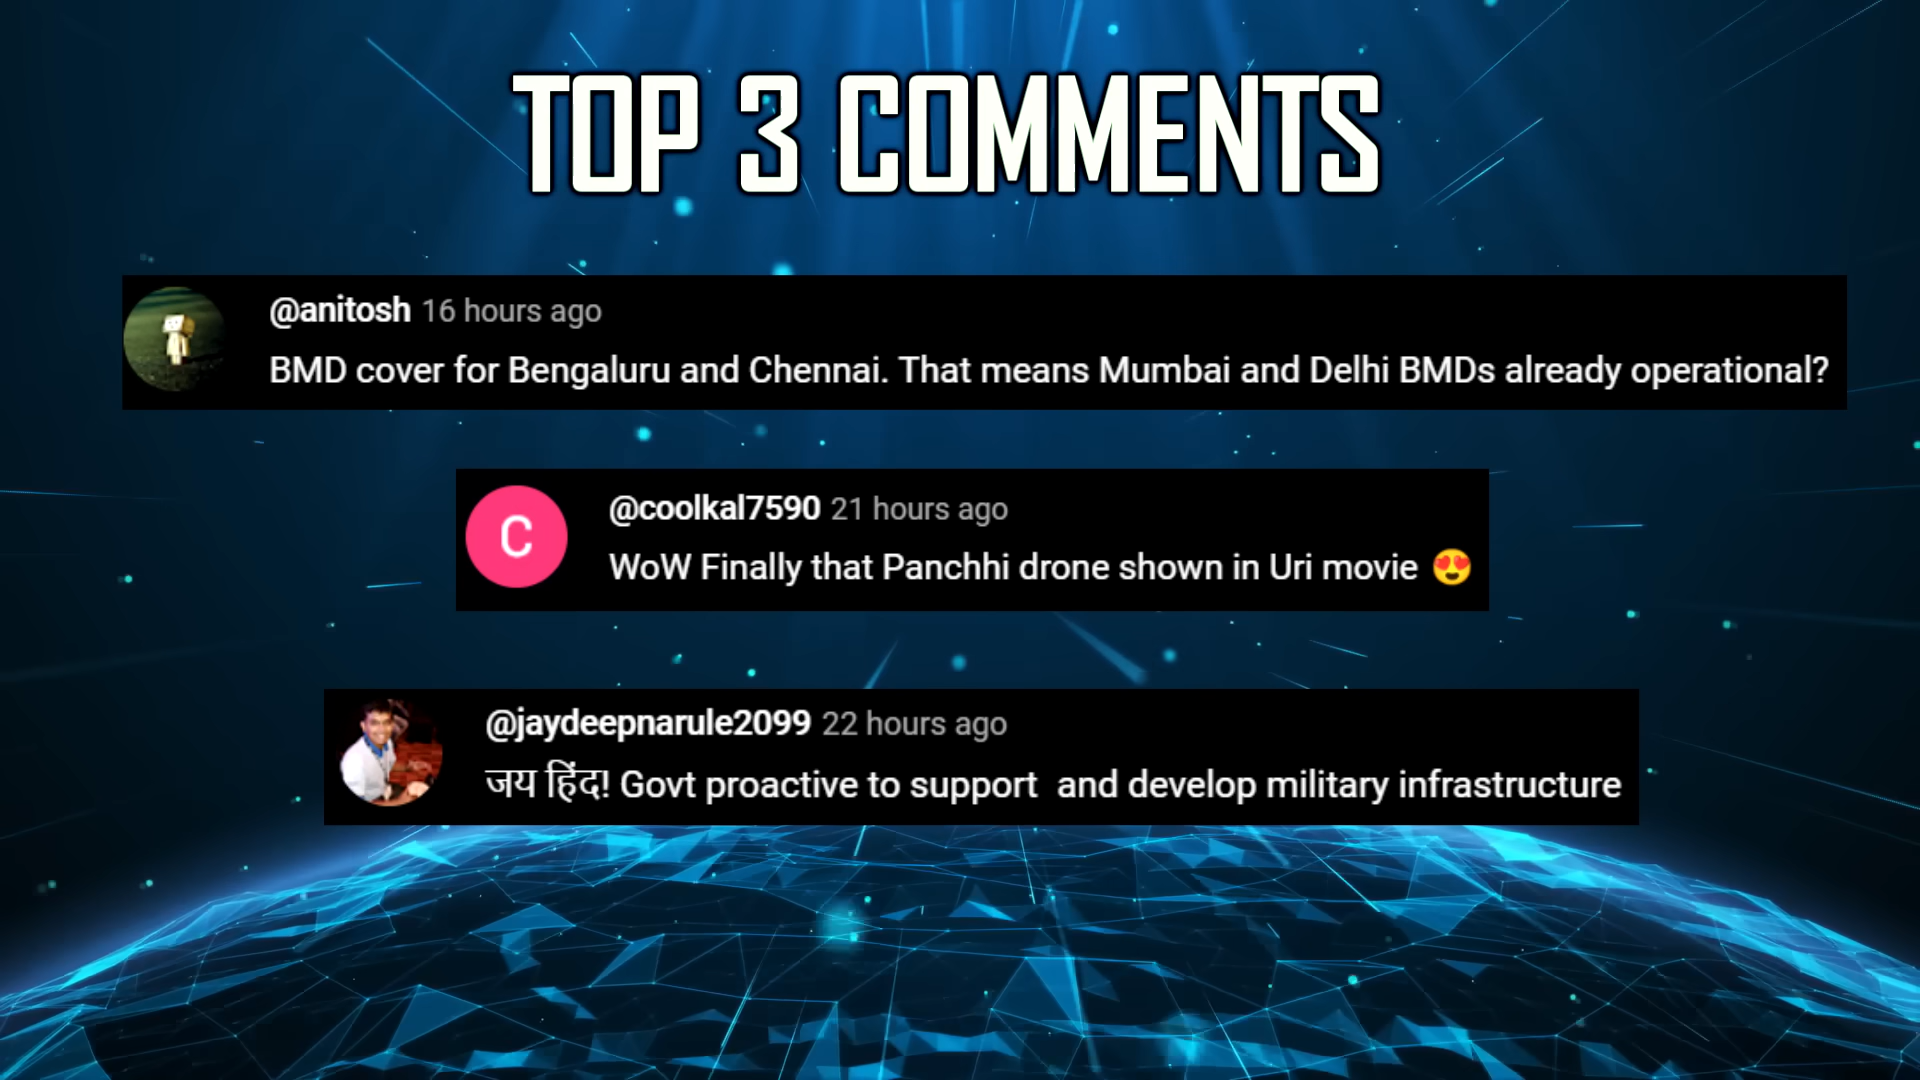 TOP 3 COMMENTS
@anitosh 16 hours ago
BMD cover for Bengaluru and Chennai. That means Mumbai and Delhi BMDs already operational?
C
@coolkal7590 21 hours ago
WoW Finally that Panchhi drone shown in Uri movie 😍
@jaydeepnarule2099 22 hours ago
जय हिंद! Govt proactive to support  and develop military infrastructure